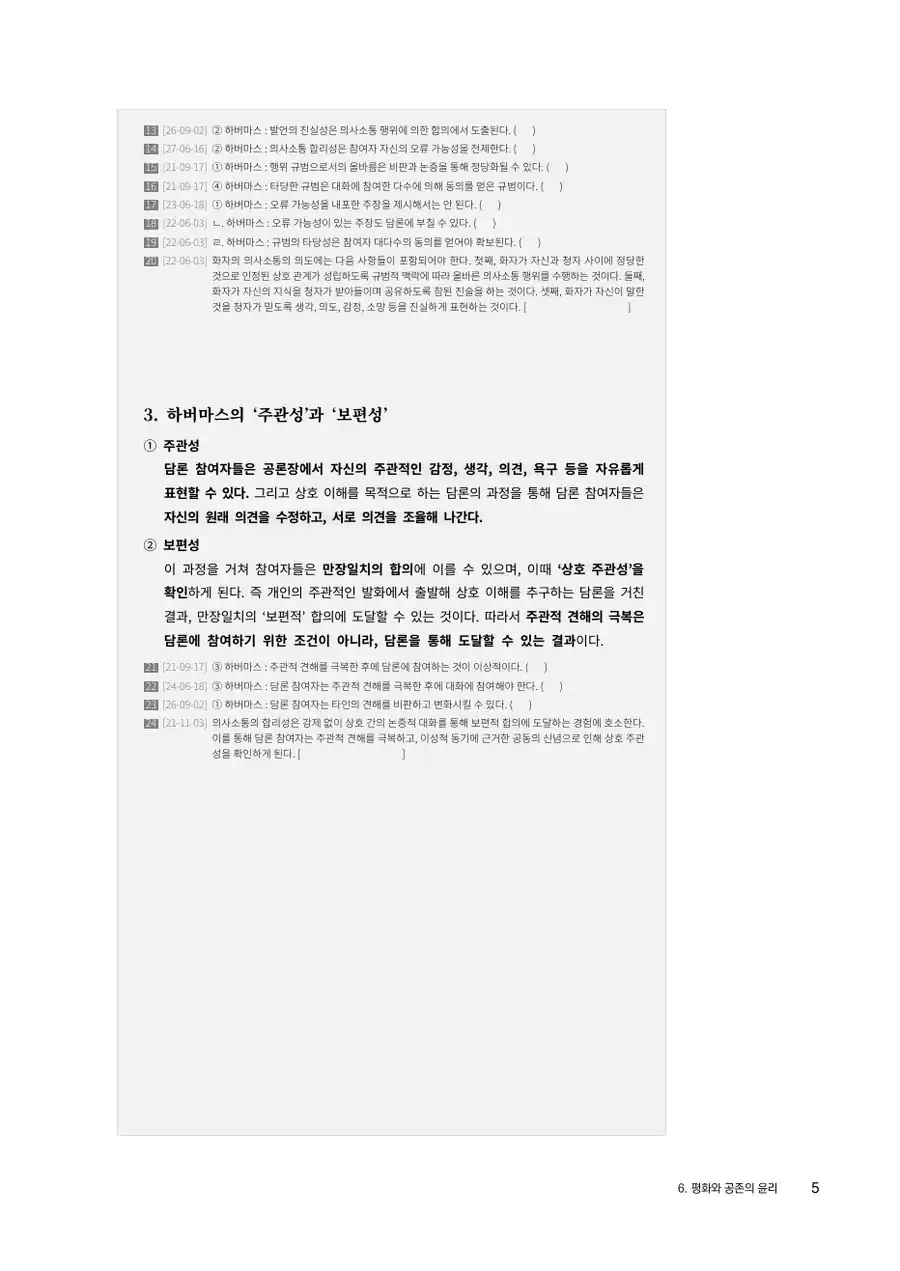 13 [26-09-02] ② 하버마스 : 발언의 진실성은 의사소통 행위에 의한 합의에서 도출된다. (    )
14 [27-06-16] ② 하버마스 : 의사소통 합리성은 참여자 자신의 오류 가능성을 전제한다. (    )
15 [21-09-17] ① 하버마스 : 행위 규범으로서의 올바름은 비판과 논증을 통해 정당화될 수 있다. (    )
16 [21-09-17] ④ 하버마스 : 타당한 규범은 대화에 참여한 다수에 의해 동의를 얻은 규범이다. (    )
17 [23-06-18] ① 하버마스 : 오류 가능성을 내포한 주장을 제시해서는 안 된다. (    )
18 [22-06-03] ㄴ. 하버마스 : 오류 가능성이 있는 주장도 담론에 부칠 수 있다. (    )
19 [22-06-03] ㄹ. 하버마스 : 규범의 타당성은 참여자 대다수의 동의를 얻어야 확보된다. (    )
20 [22-06-03] 화자의 의사소통의 의도에는 다음 사항들이 포함되어야 한다. 첫째, 화자가 자신과 청자 사이에 정당한
것으로 인정된 상호 관계가 성립하도록 규범적 맥락에 따라 올바른 의사소통 행위를 수행하는 것이다. 둘째,
화자가 자신의 지식을 청자가 받아들이며 공유하도록 참된 진술을 하는 것이다. 셋째, 화자가 자신이 말한
것을 청자가 믿도록 생각, 의도, 감정, 소망 등을 진실하게 표현하는 것이다. [                    ]
3. 하버마스의 ‘주관성’과 ‘보편성’
① 주관성
담론 참여자들은 공론장에서 자신의 주관적인 감정, 생각, 의견, 욕구 등을 자유롭게
표현할 수 있다. 그리고 상호 이해를 목적으로 하는 담론의 과정을 통해 담론 참여자들은
자신의 원래 의견을 수정하고, 서로 의견을 조율해 나간다.
② 보편성
이 과정을 거쳐 참여자들은 만장일치의 합의에 이를 수 있으며, 이때 ‘상호 주관성’을
확인하게 된다. 즉 개인의 주관적인 발화에서 출발해 상호 이해를 추구하는 담론을 거친
결과, 만장일치의 ‘보편적’ 합의에 도달할 수 있는 것이다. 따라서 주관적 견해의 극복은
담론에 참여하기 위한 조건이 아니라, 담론을 통해 도달할 수 있는 결과이다.
21 [21-09-17] ③ 하버마스 : 주관적 견해를 극복한 후에 담론에 참여하는 것이 이상적이다. (    )
22 [24-06-18] ③ 하버마스 : 담론 참여자는 주관적 견해를 극복한 후에 대화에 참여해야 한다. (    )
23 [26-09-02] ① 하버마스 : 담론 참여자는 타인의 견해를 비판하고 변화시킬 수 있다. (    )
24 [21-11-03] 의사소통의 합리성은 강제 없이 상호 간의 논증적 대화를 통해 보편적 합의에 도달하는 경험에 호소한다.
이를 통해 담론 참여자는 주관적 견해를 극복하고, 이성적 동기에 근거한 공동의 신념으로 인해 상호 주관
성을 확인하게 된다. [                    ]
6. 평화와 공존의 윤리 5